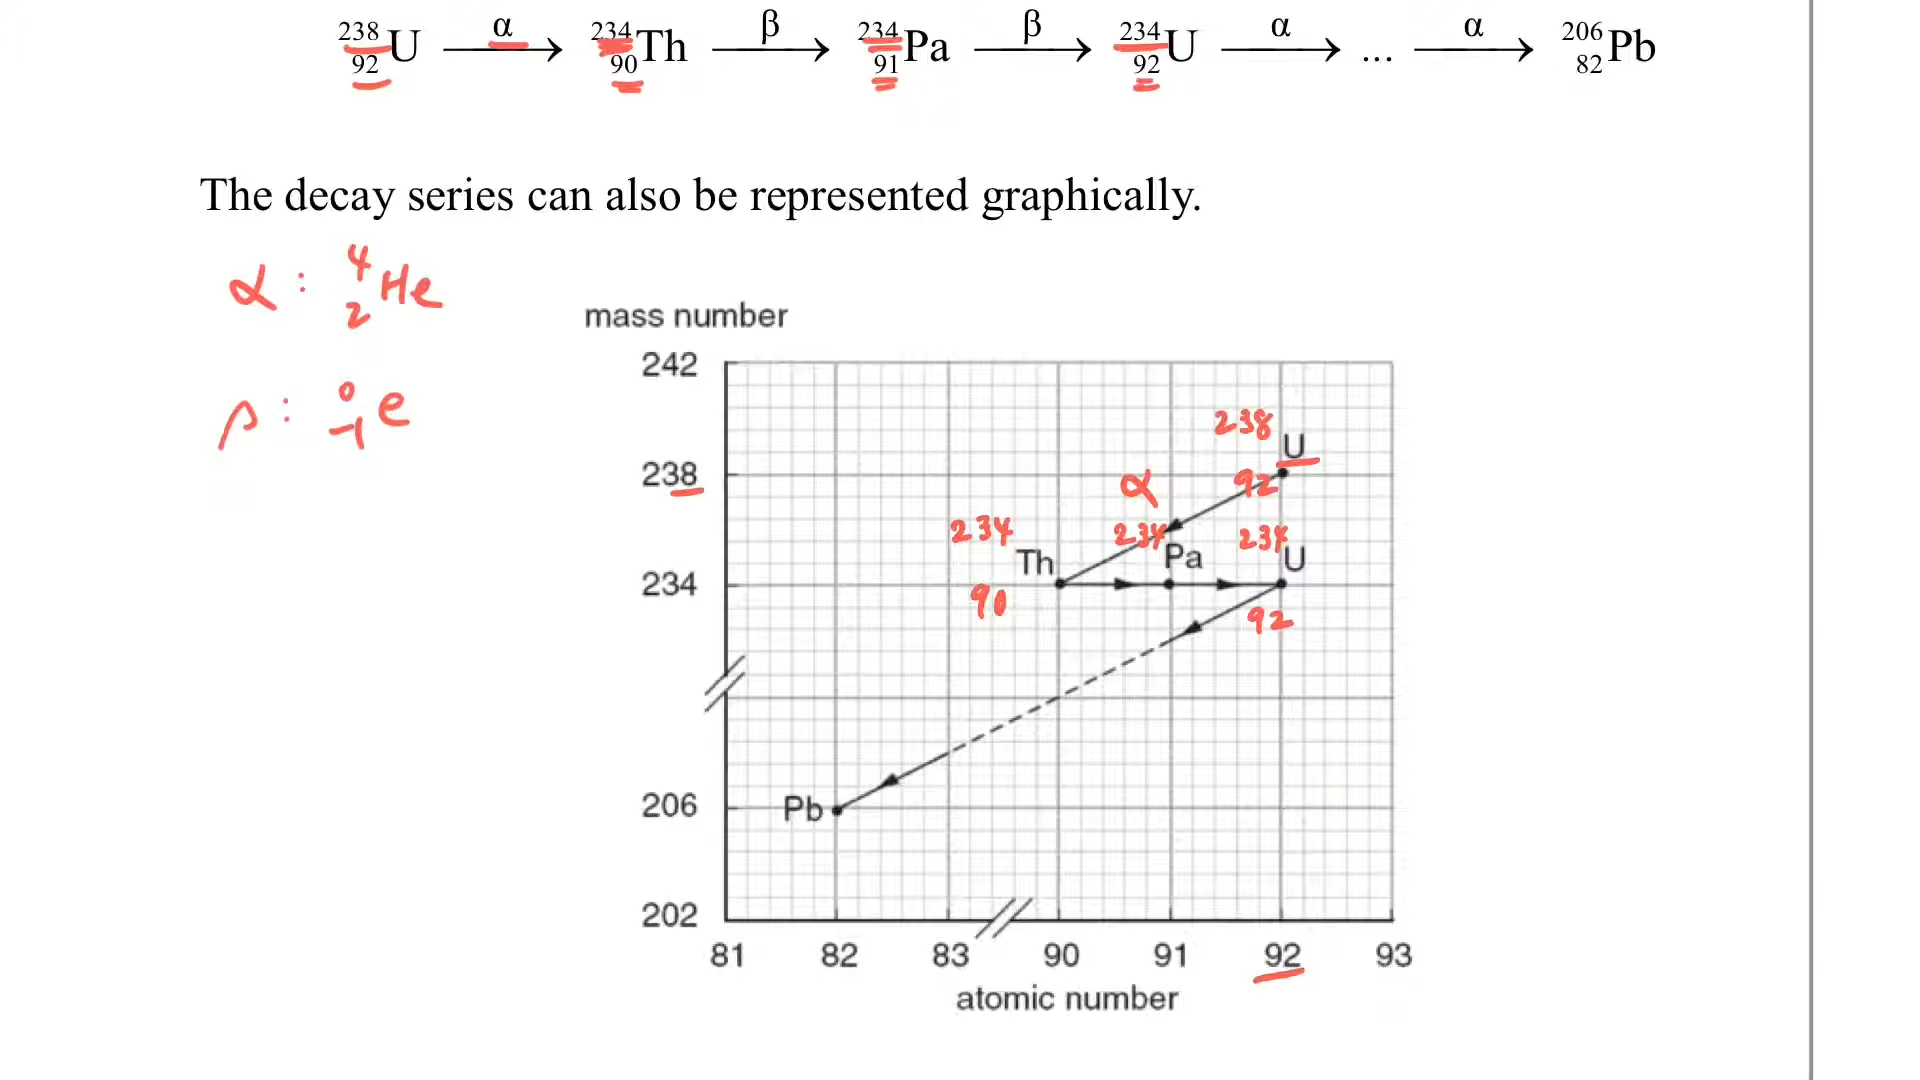 238 92 U α 234 90 Th β 234 91 Pa β 234 92 U α ... α 206 82 Pb
The decay series can also be represented graphically.
α : 4 2 He
β : 0 -1 e
mass number
242
238
234
206
202
238
U
92
α
234
234
234
Th
Pa
U
90
92
Pb
81 82 83 90 91 92 93
atomic number